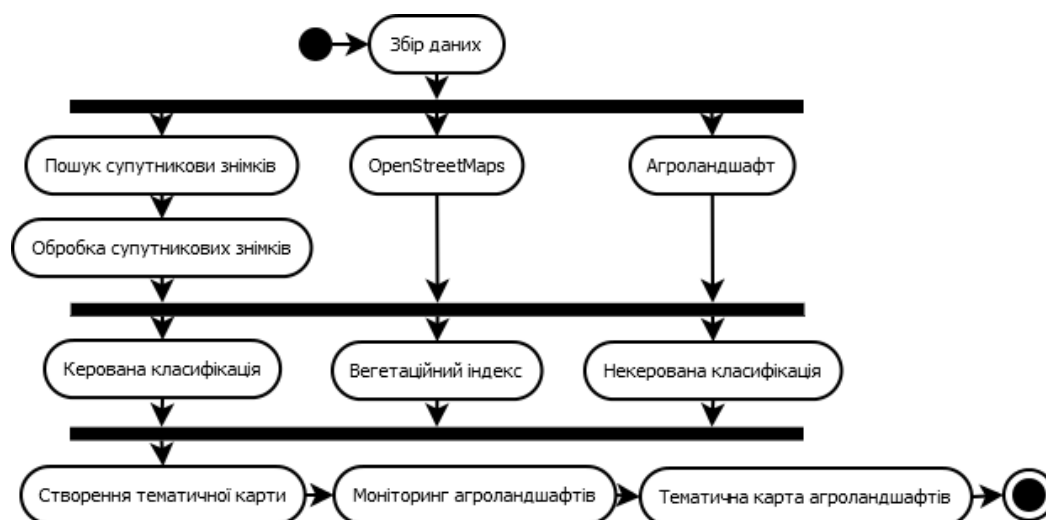 Збір даних
Пошук супутникови знімків
OpenStreetMaps
Агроландшафт
Обробка супутникових знімків
Керована класифікація
Вегетаційний індекс
Некерована класифікація
Створення тематичної карти
Моніторинг агроландшафтів
Тематична карта агроландшафтів